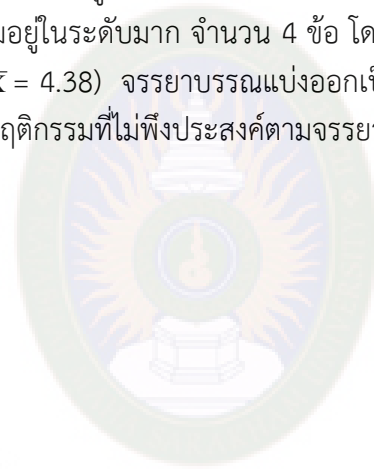 มอยู่ในระดับมาก จำนวน 4 ข้อ โด
X̄ = 4.38) จรรยาบรรณแบ่งออกเป็
ฤติกรรมที่ไม่พึงประสงค์ตามจรรยา